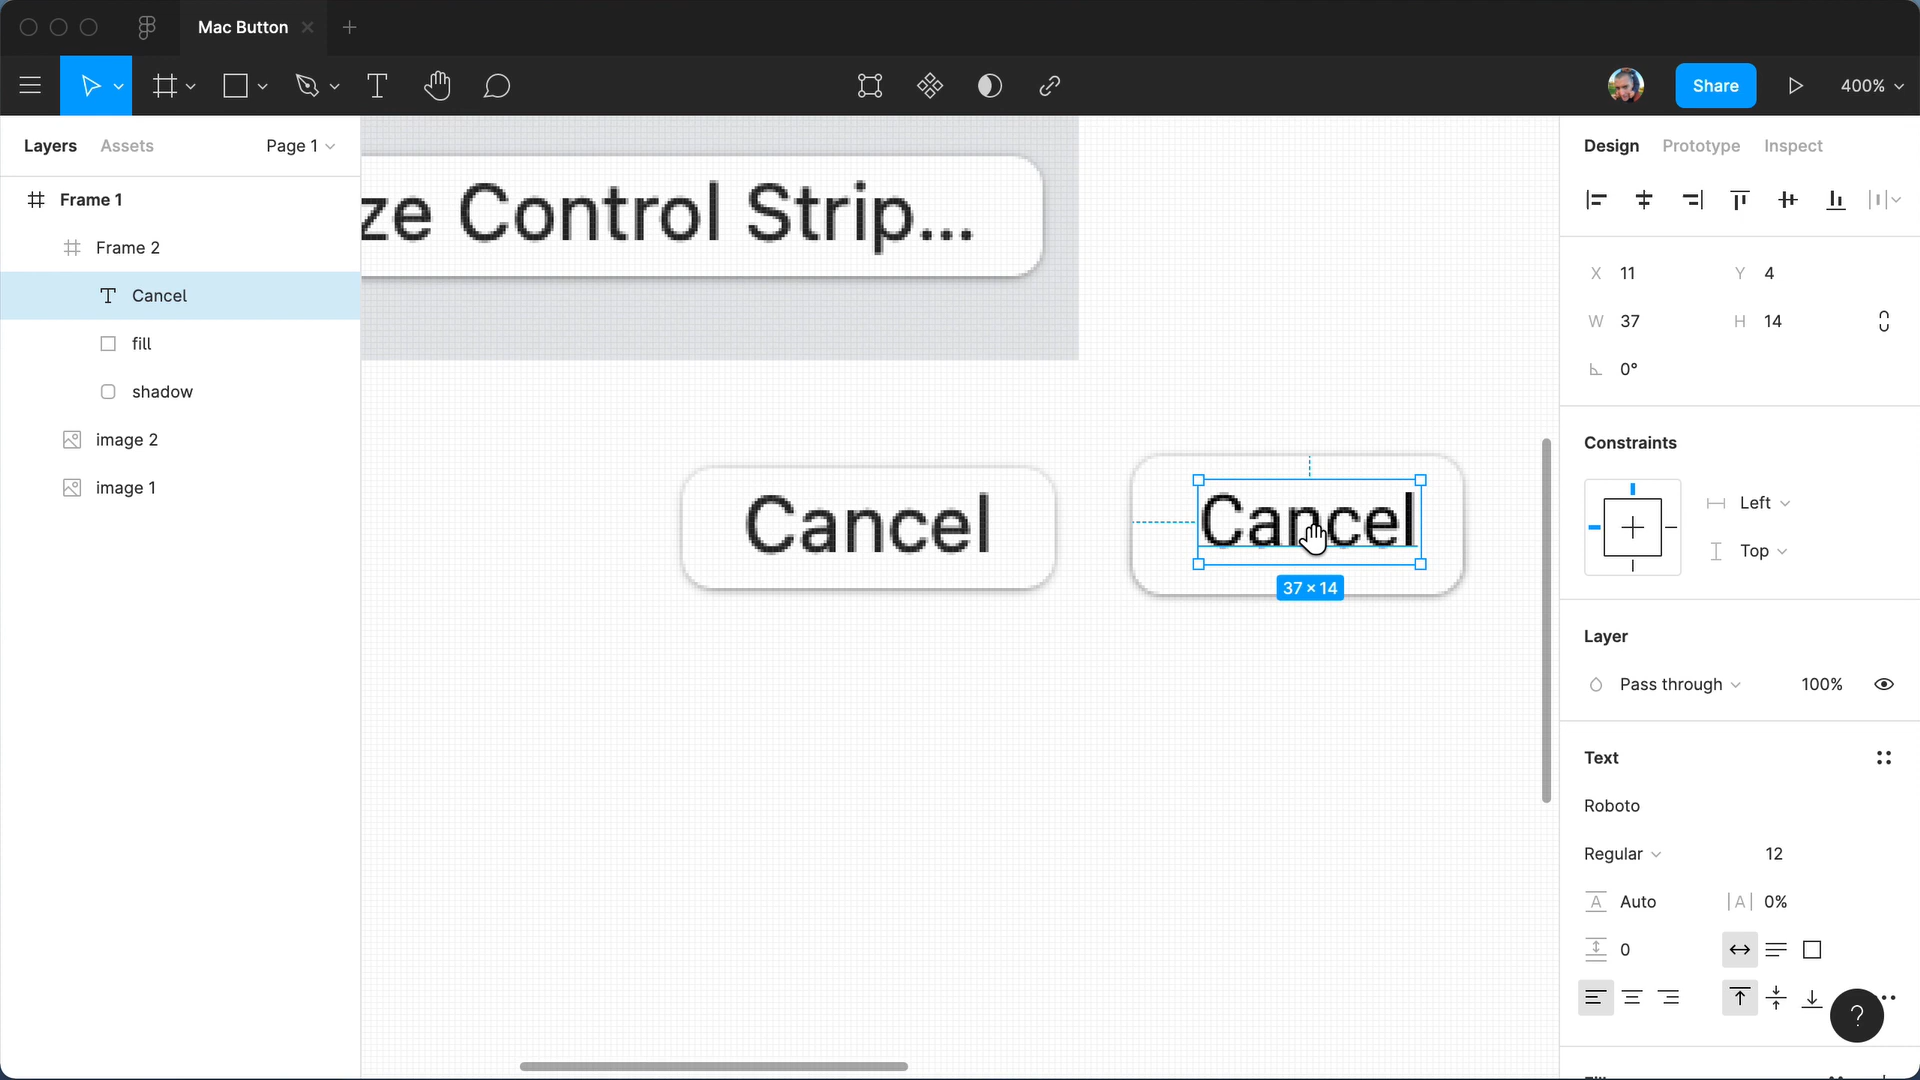 Mac Button
Share
400%
Layers
Assets
Page 1
Frame 1
Frame 2
Cancel
fill
shadow
image 2
image 1
ze Control Strip...
Cancel
Cancel
37 × 14
Design
Prototype
Inspect
X 11
Y 4
W 37
H 14
0°
Constraints
Left
Top
Layer
Pass through
100%
Text
Roboto
Regular
12
A Auto
|A| 0%
0
?